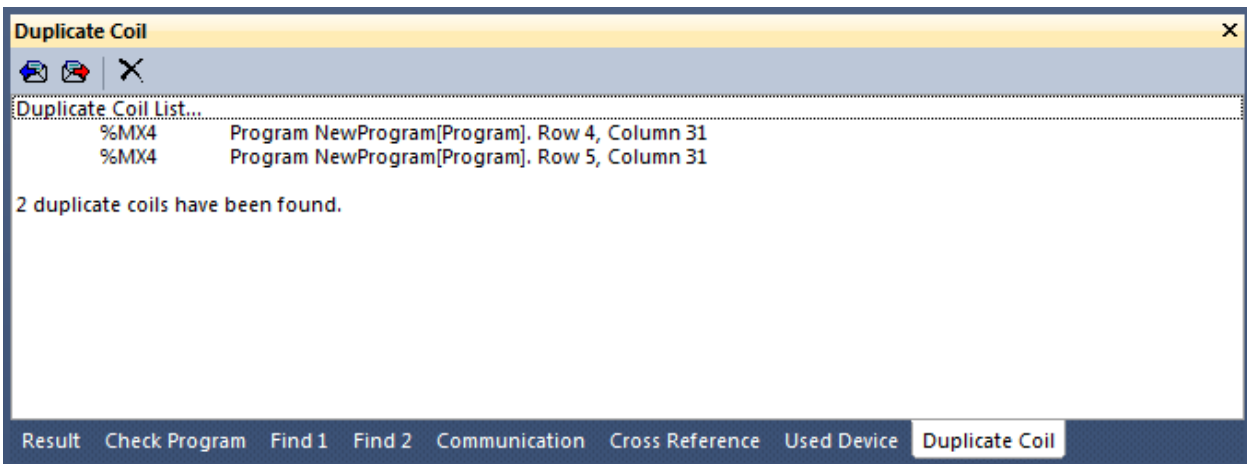 Duplicate Coil
Duplicate Coil List...
%MX4 Program NewProgram[Program]. Row 4, Column 31
%MX4 Program NewProgram[Program]. Row 5, Column 31
2 duplicate coils have been found.
Result Check Program Find 1 Find 2 Communication Cross Reference Used Device Duplicate Coil